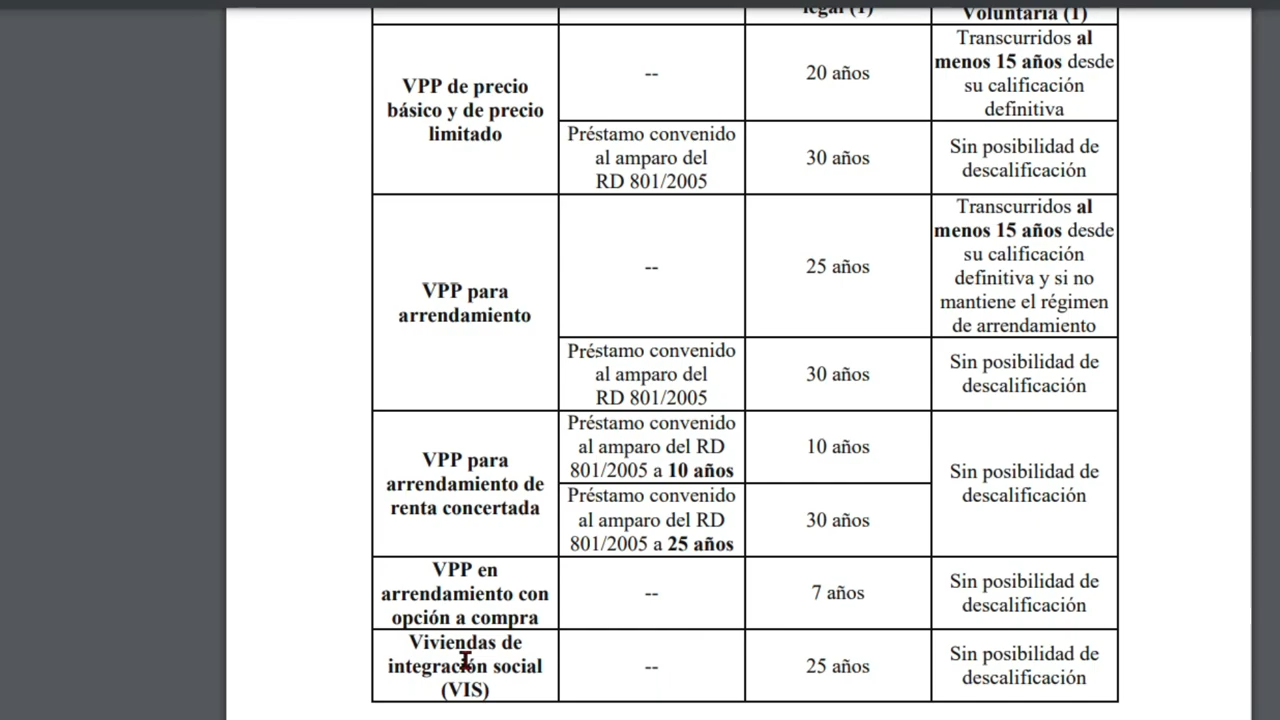 legal (1)
Voluntaria (1)
VPP de precio
básico y de precio
limitado
--
20 años
Transcurridos al
menos 15 años desde
su calificación
definitiva
Préstamo convenido
al amparo del
RD 801/2005
30 años
Sin posibilidad de
descalificación
VPP para
arrendamiento
--
25 años
Transcurridos al
menos 15 años desde
su calificación
definitiva y si no
mantiene el régimen
de arrendamiento
Préstamo convenido
al amparo del
RD 801/2005
30 años
Sin posibilidad de
descalificación
VPP para
arrendamiento de
renta concertada
Préstamo convenido
al amparo del RD
801/2005 a 10 años
10 años
Préstamo convenido
al amparo del RD
801/2005 a 25 años
30 años
Sin posibilidad de
descalificación
VPP en
arrendamiento con
opción a compra
--
7 años
Sin posibilidad de
descalificación
Viviendas de
integración social
(VIS)
--
25 años
Sin posibilidad de
descalificación